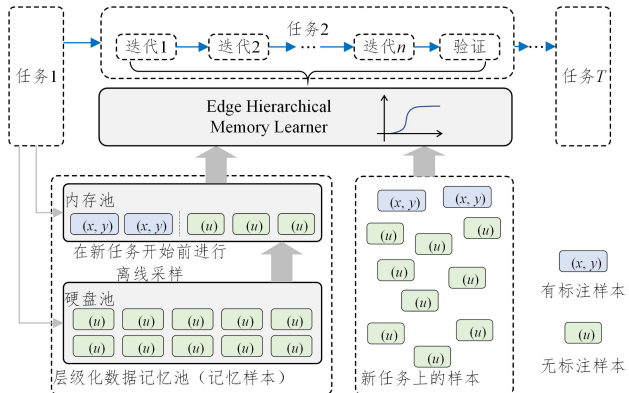 任务2
任务1
迭代1
迭代2
…
迭代n
验证
…
任务T
Edge Hierarchical
Memory Learner
内存池
(x, y) (x, y) (u) (u) (u)
在新任务开始前进行
离线采样
硬盘池
(u) (u) (u) (u) (u)
(u) (u) (u) (u) (u)
层级化数据记忆池（记忆样本）
(x, y) (x, y)
(u) (u) (u)
(u) (u)
(u)
(u) (u)
(u)
新任务上的样本
(x, y)
有标注样本
(u)
无标注样本